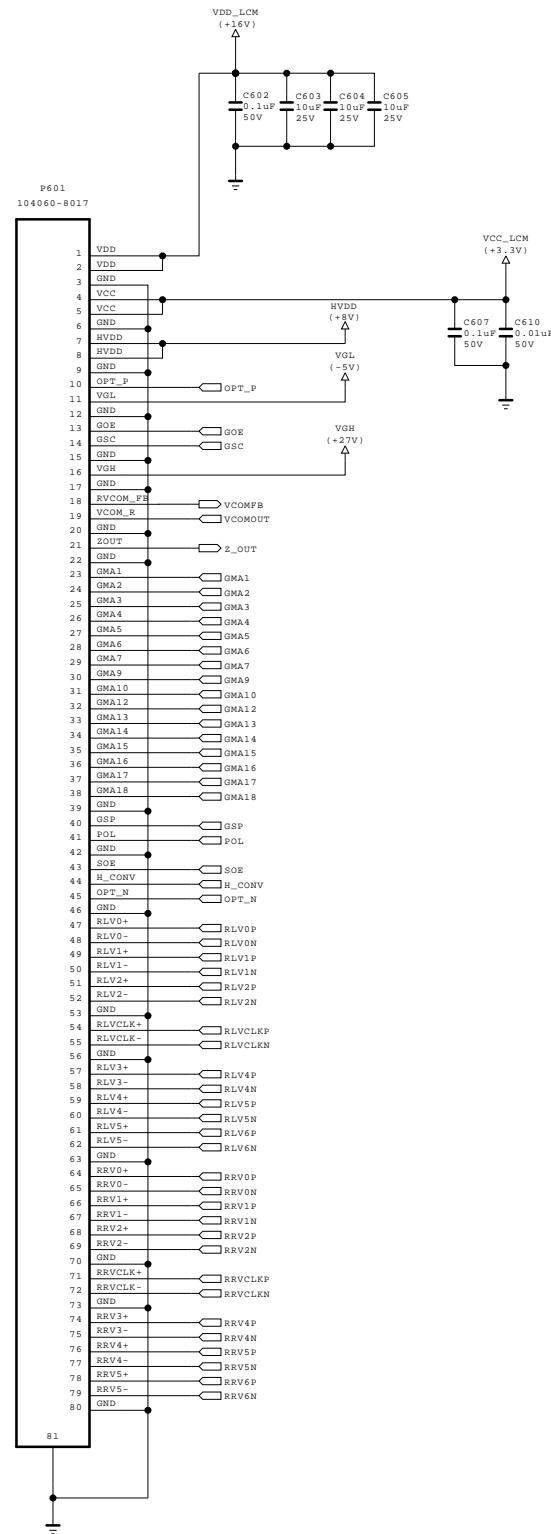 VDD_LCM
(+16V)
C602 C603 C604 C605
0.1uF 10uF 10uF 10uF
50V 25V 25V 25V
P601
104060-8017
VCC_LCM
(+3.3V)
1 VDD
2 VDD
3 GND
4 VCC
5 VCC
HVDD
(+8V)
C607 C610
0.1uF 0.01uF
50V 50V
6 GND
7 HVDD
8 HVDD
VGL
(-5V)
9 GND
10 OPT_P OPT_P
11 VGL
12 GND
13 GOE GOE
14 GSC GSC
VGH
(+27V)
15 GND
16 VGH
17 GND
18 RVCOM_FB VCOMFB
19 VCOM_R VCOMOUT
20 GND
21 ZOUT Z_OUT
22 GND
23 GMA1 GMA1
24 GMA2 GMA2
25 GMA3 GMA3
26 GMA4 GMA4
27 GMA5 GMA5
28 GMA6 GMA6
29 GMA7 GMA7
30 GMA9 GMA9
31 GMA10 GMA10
32 GMA12 GMA12
33 GMA13 GMA13
34 GMA14 GMA14
35 GMA15 GMA15
36 GMA16 GMA16
37 GMA17 GMA17
38 GMA18 GMA18
39 GND
40 GSP GSP
41 POL POL
42 GND
43 SOE SOE
44 H_CONV H_CONV
45 OPT_N OPT_N
46 GND
47 RLV0+ RLV0P
48 RLV0- RLV0N
49 RLV1+ RLV1P
50 RLV1- RLV1N
51 RLV2+ RLV2P
52 RLV2- RLV2N
53 GND
54 RLVCLK+ RLVCLKP
55 RLVCLK- RLVCLKN
56 GND
57 RLV3+ RLV4P
58 RLV3- RLV4N
59 RLV4+ RLV5P
60 RLV4- RLV5N
61 RLV5+ RLV6P
62 RLV5- RLV6N
63 GND
64 RRV0+ RRV0P
65 RRV0- RRV0N
66 RRV1+ RRV1P
67 RRV1- RRV1N
68 RRV2+ RRV2P
69 RRV2- RRV2N
70 GND
71 RRVCLK+ RRVCLKP
72 RRVCLK- RRVCLKN
73 GND
74 RRV3+ RRV4P
75 RRV3- RRV4N
76 RRV4+ RRV5P
77 RRV4- RRV5N
78 RRV5+ RRV6P
79 RRV5- RRV6N
80 GND
81